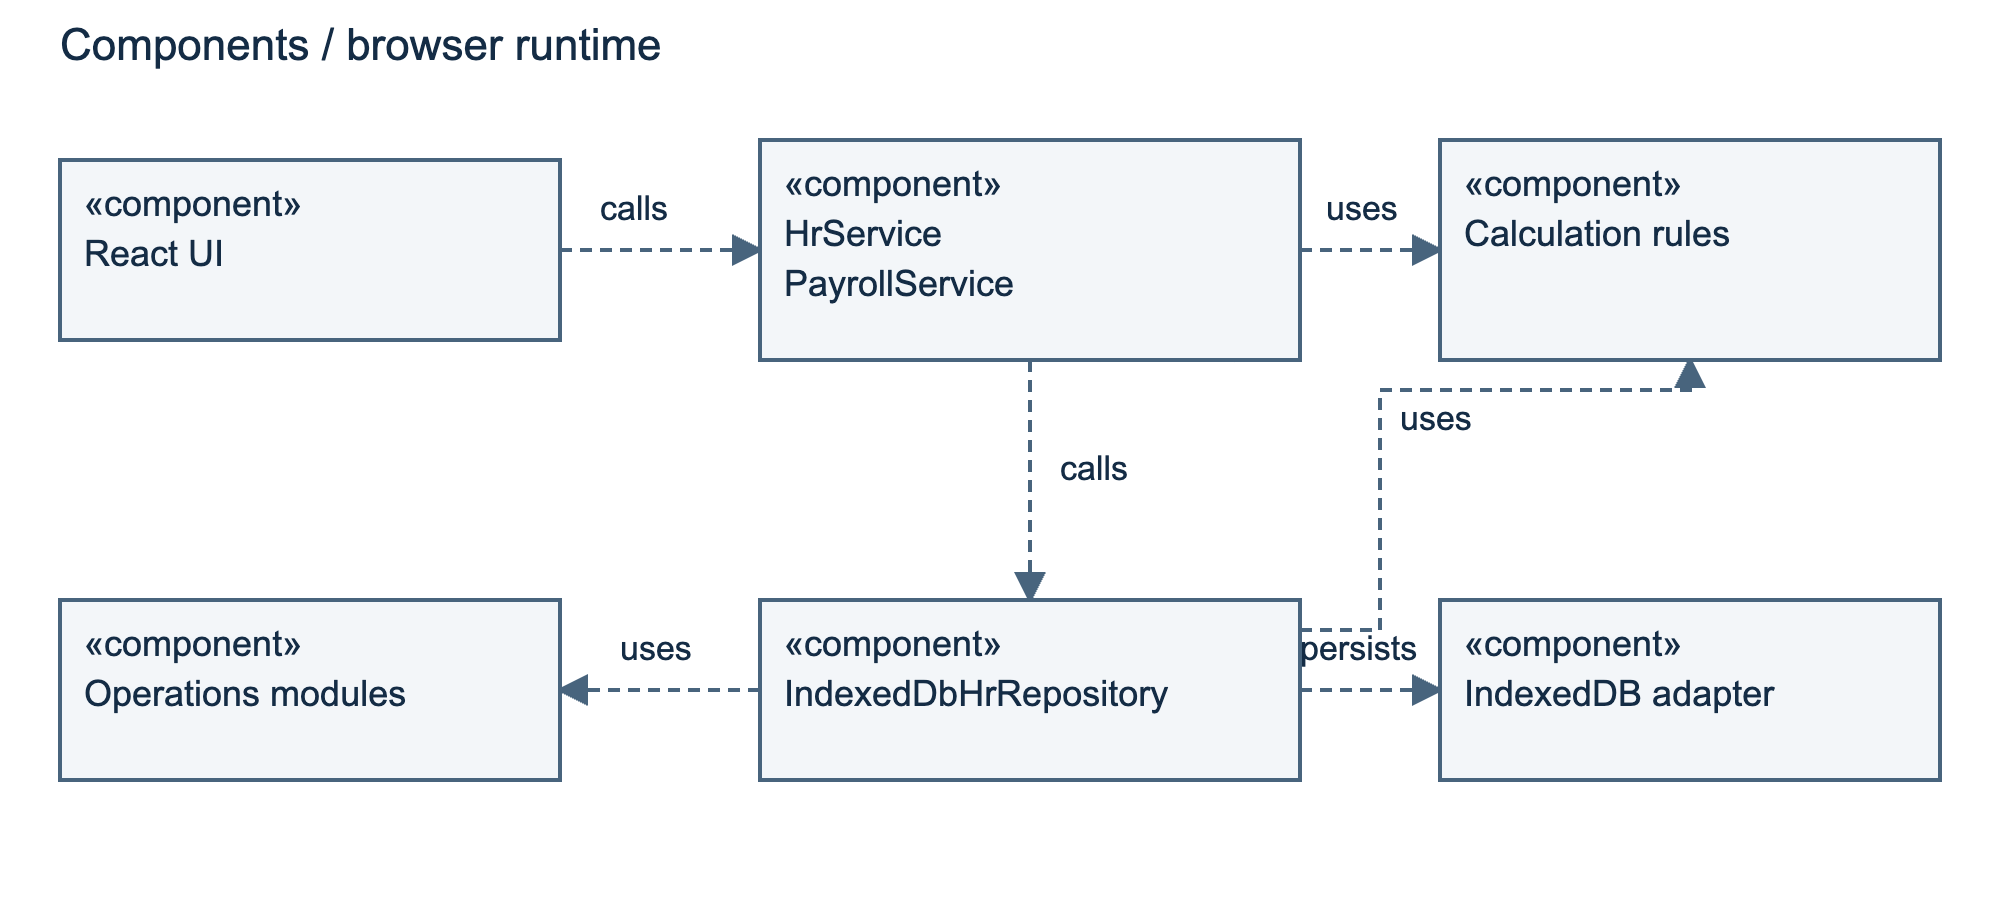 Components / browser runtime
«component»
React UI
calls
«component»
HrService
PayrollService
uses
«component»
Calculation rules
calls
uses
«component»
Operations modules
uses
«component»
IndexedDbHrRepository
persists
«component»
IndexedDB adapter